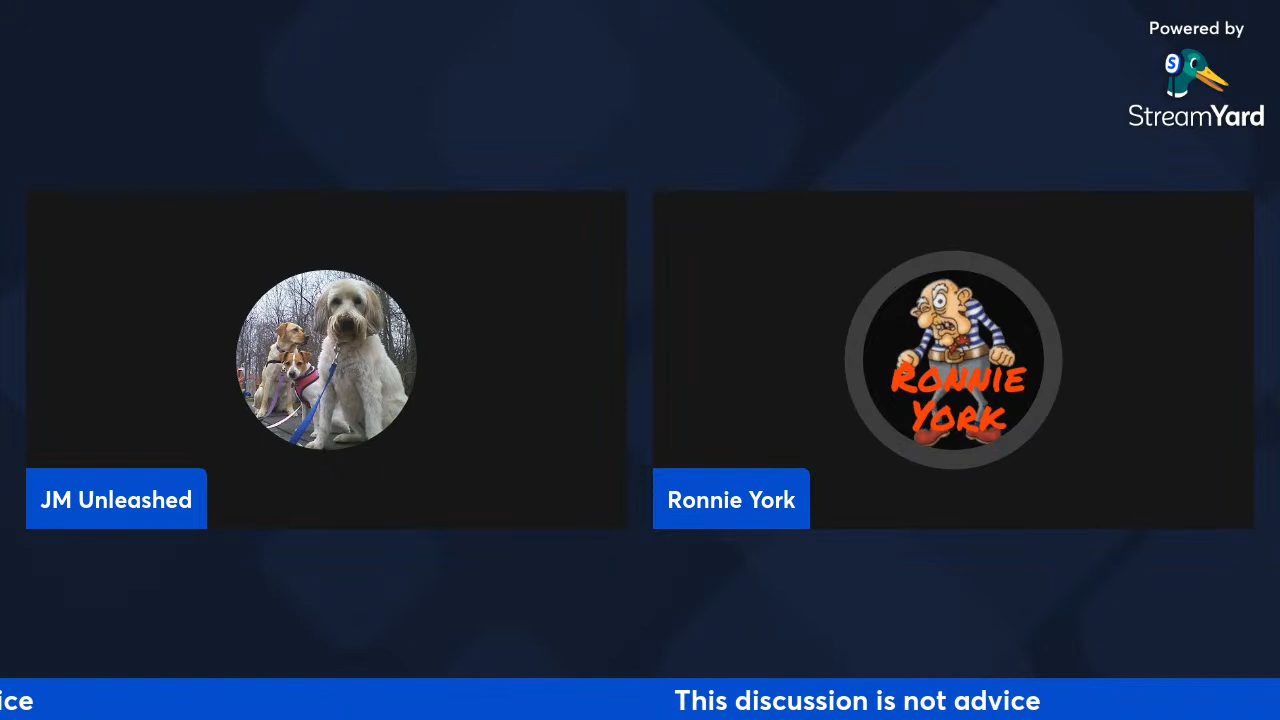 Powered by
S
StreamYard
Ronnie
York
JM Unleashed
Ronnie York
ice
This discussion is not advice